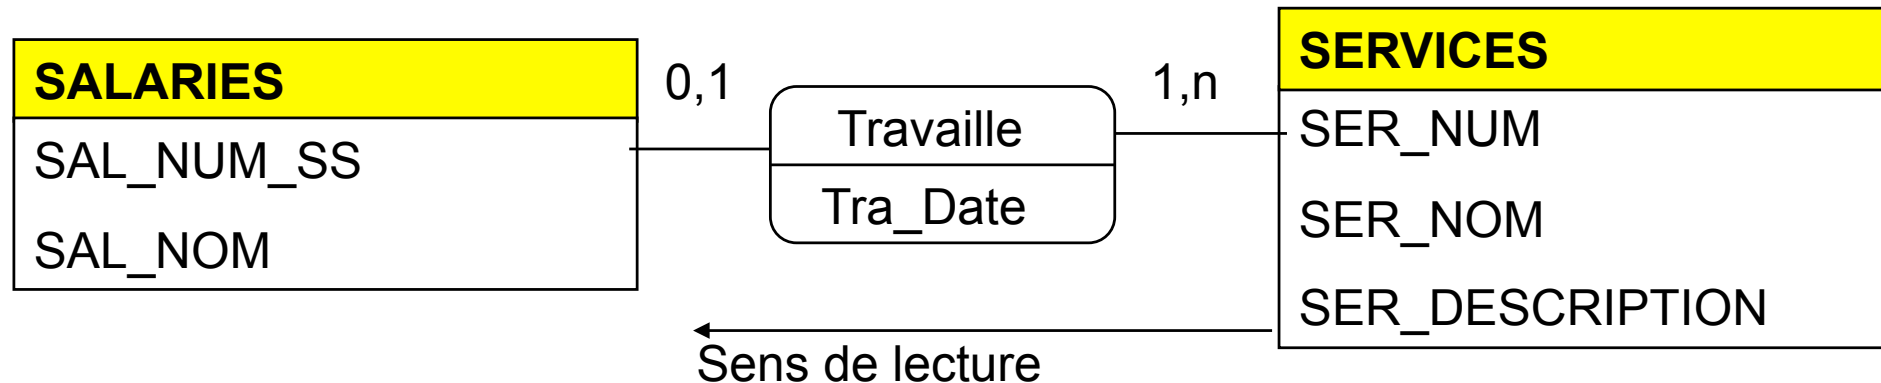 SALARIES
SAL_NUM_SS
SAL_NOM
0,1
Travaille
Tra_Date
1,n
SERVICES
SER_NUM
SER_NOM
SER_DESCRIPTION
Sens de lecture